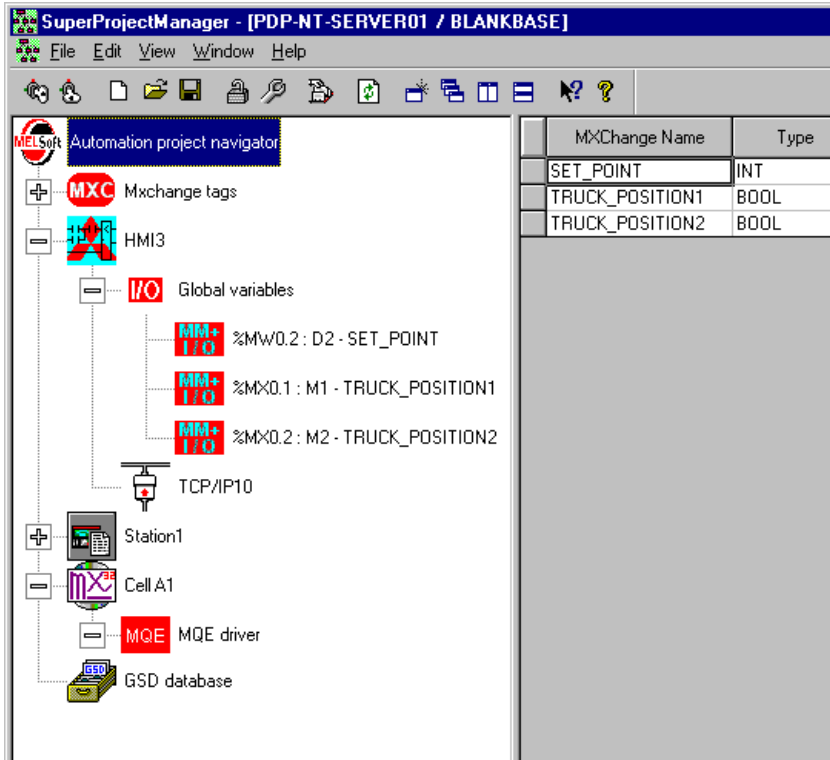 SuperProjectManager - [PDP-NT-SERVER01 / BLANKBASE]
File Edit View Window Help
MELSoft Automation project navigator
MXC Mxchange tags
HMI3
I/O Global variables
MM+ I/O %MW0.2 : D2 - SET_POINT
MM+ I/O %MX0.1 : M1 - TRUCK_POSITION1
MM+ I/O %MX0.2 : M2 - TRUCK_POSITION2
TCP/IP10
Station1
MX32 Cell A1
MQE MQE driver
GSD GSD database
MXChange Name Type
SET_POINT INT
TRUCK_POSITION1 BOOL
TRUCK_POSITION2 BOOL